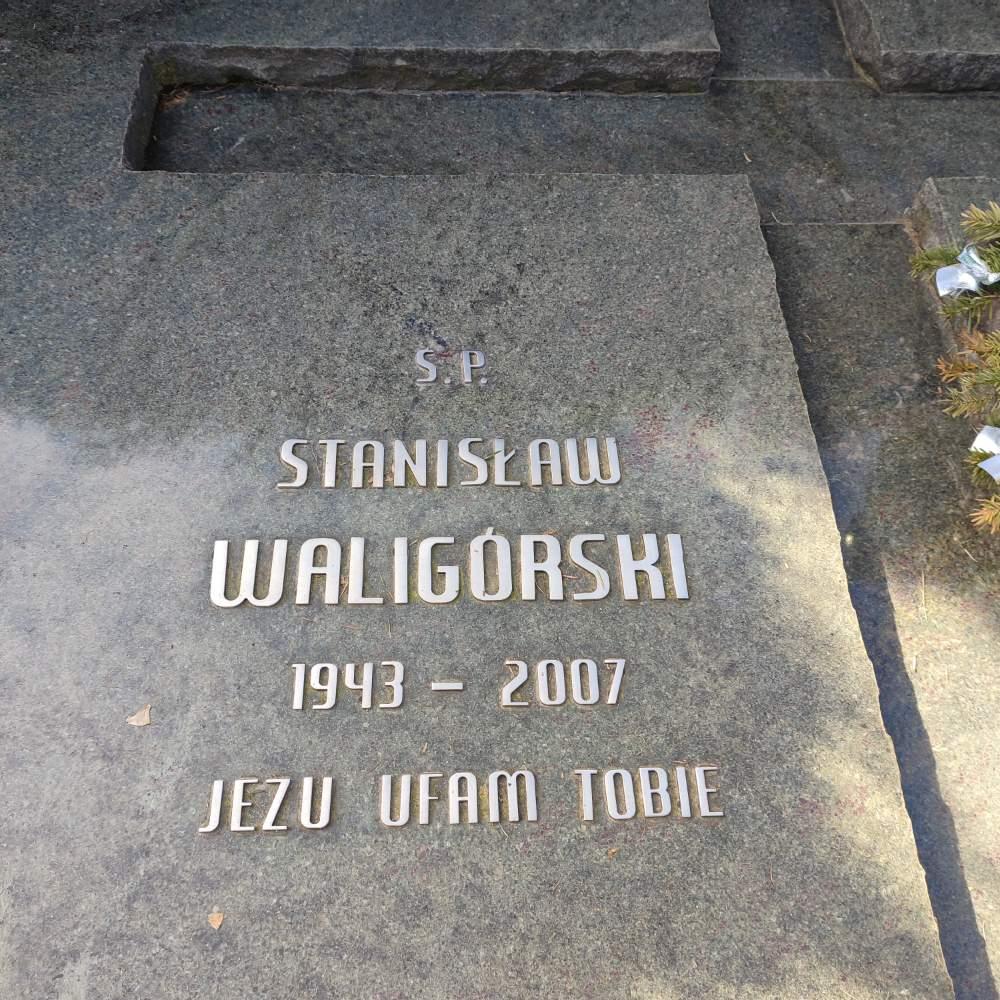 S.P.
STANISŁAW
WALIGÓRSKI
1943 – 2007
JEZU UFAM TOBIE